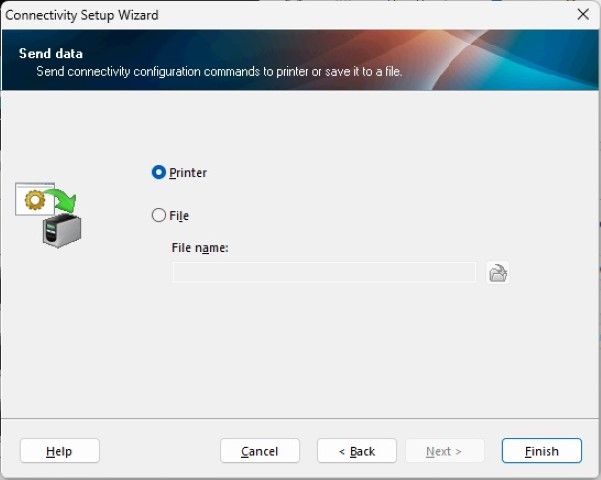 Connectivity Setup Wizard
Send data
Send connectivity configuration commands to printer or save it to a file.
Printer
File
File name:
Help
Cancel
< Back
Next >
Finish